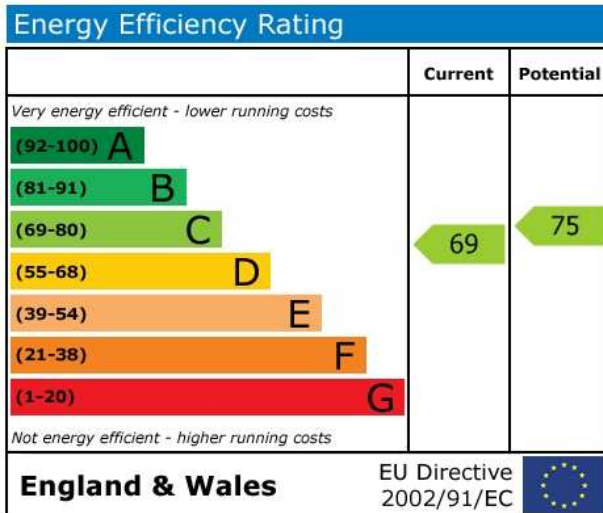 Energy Efficiency Rating
Current Potential
Very energy efficient - lower running costs
(92-100) A
(81-91) B
(69-80) C
(55-68) D
(39-54) E
(21-38) F
(1-20) G
69
75
Not energy efficient - higher running costs
England & Wales
EU Directive
2002/91/EC